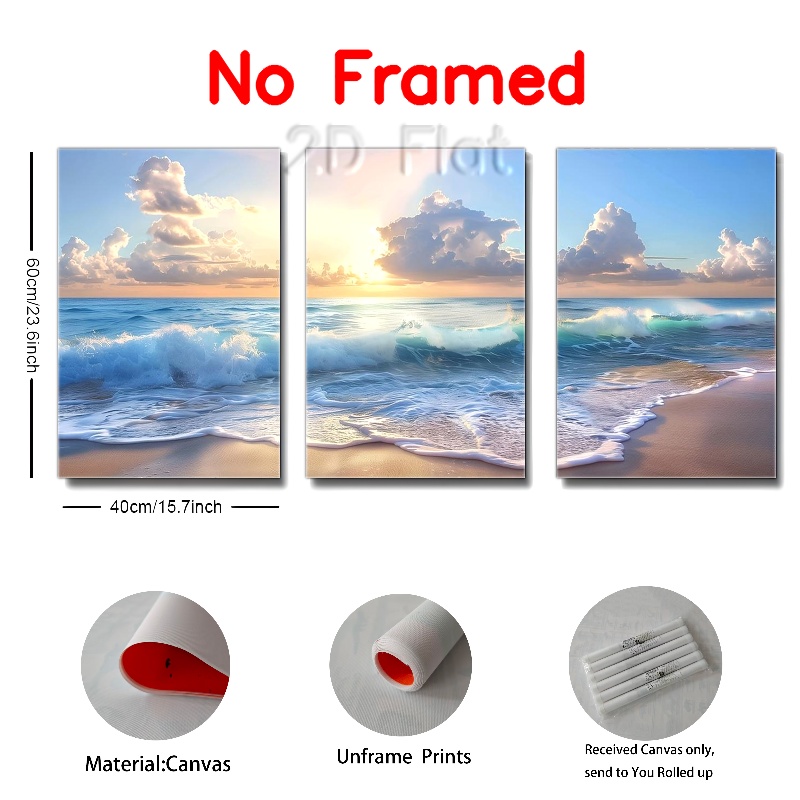 No Framed
2.D Flat.
60cm/23.6inch
40cm/15.7inch
Material:Canvas
Unframe Prints
Received Canvas only,
send to You Rolled up